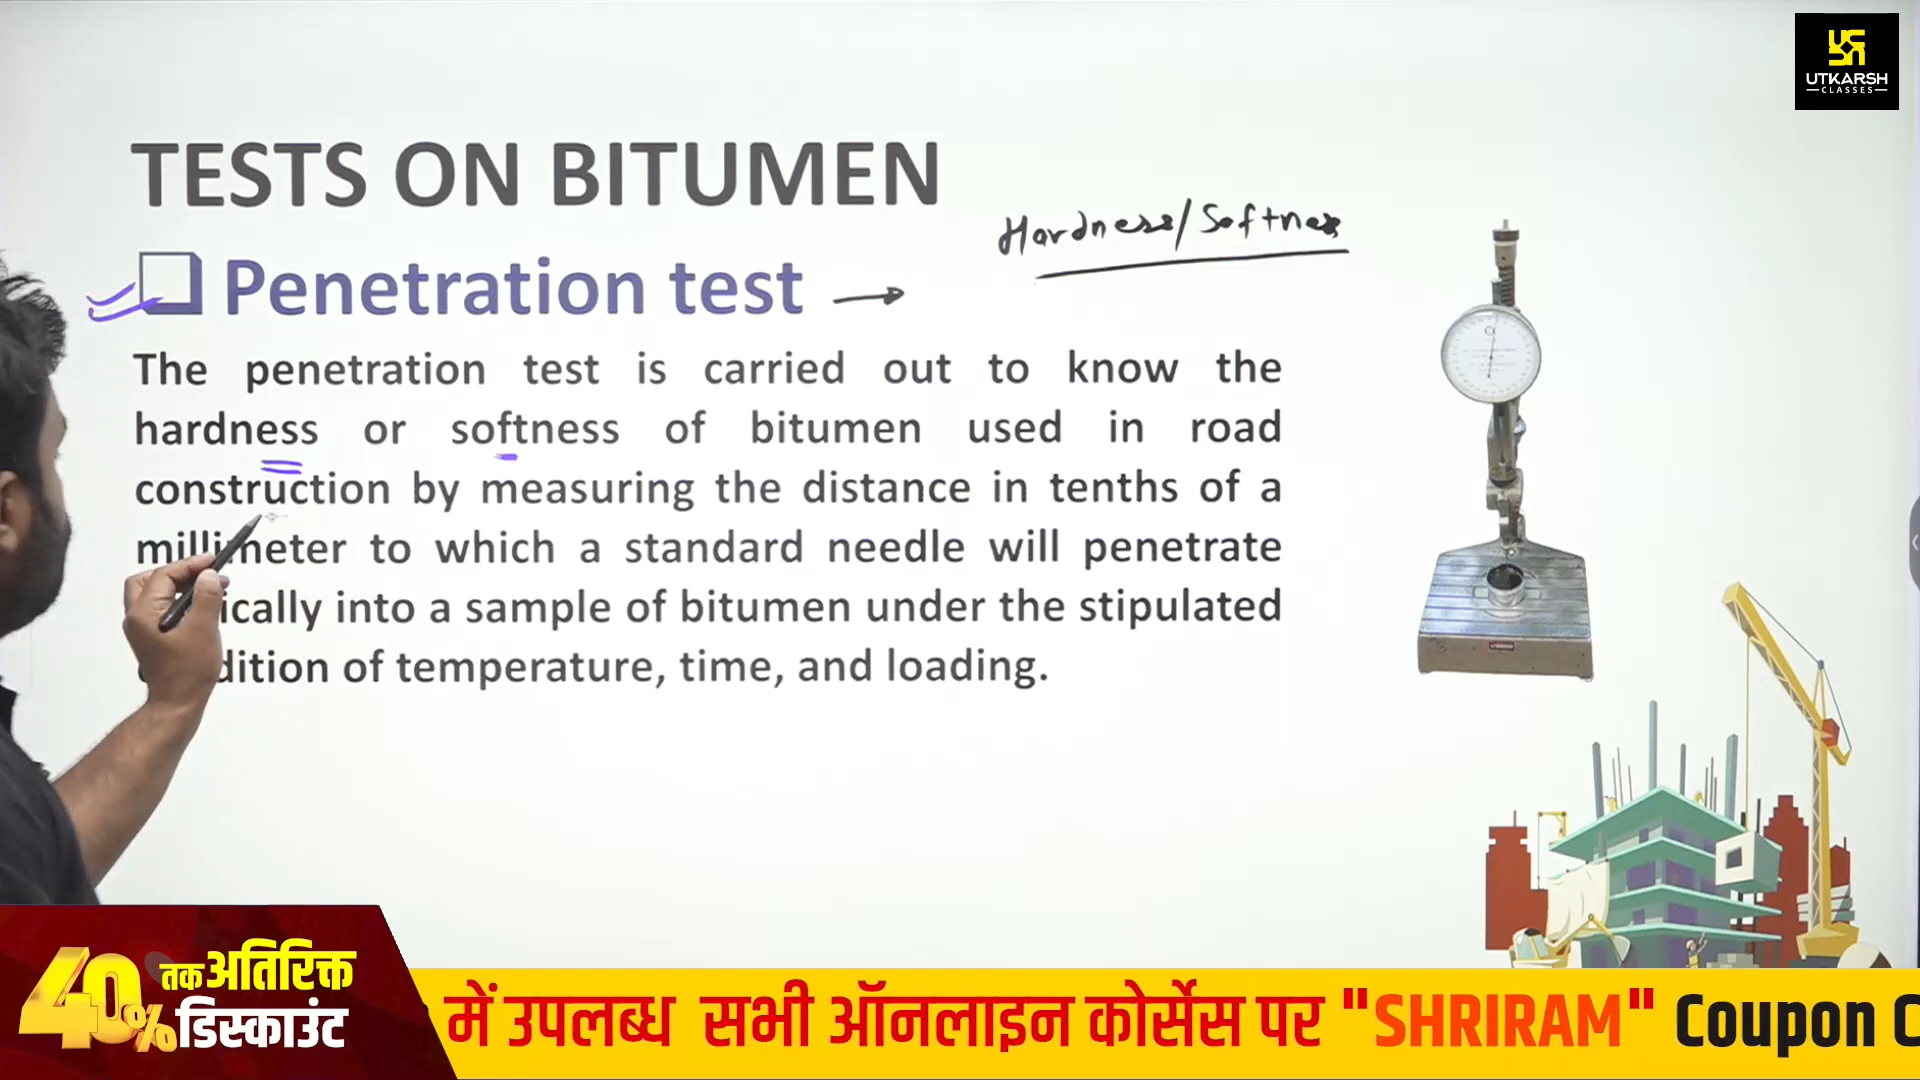 UTKARSH
CLASSES
TESTS ON BITUMEN
Hardness/Softness
Penetration test
The penetration test is carried out to know the
hardness or softness of bitumen used in road
construction by measuring the distance in tenths of a
millimeter to which a standard needle will penetrate
ically into a sample of bitumen under the stipulated
dition of temperature, time, and loading.
40% तक अतिरिक्त
डिस्काउंट
में उपलब्ध सभी ऑनलाइन कोर्सेस पर "SHRIRAM" Coupon C